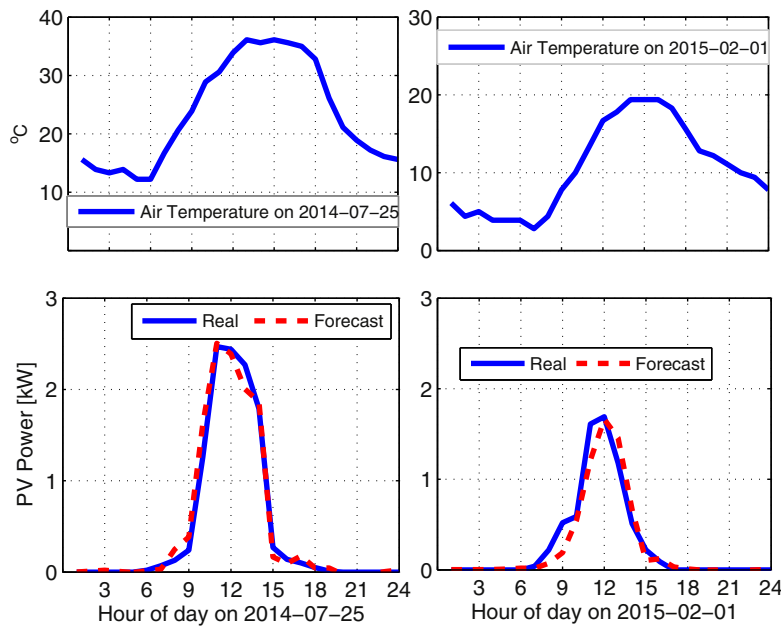 40
30
20
10
°C
Air Temperature on 2014−07−25
30
20
10
0
Air Temperature on 2015−02−01
3
2
1
0
PV Power [kW]
Real
Forecast
3 6 9 12 15 18 21 24
Hour of day on 2014−07−25
3
2
1
0
Real
Forecast
3 6 9 12 15 18 21 24
Hour of day on 2015−02−01